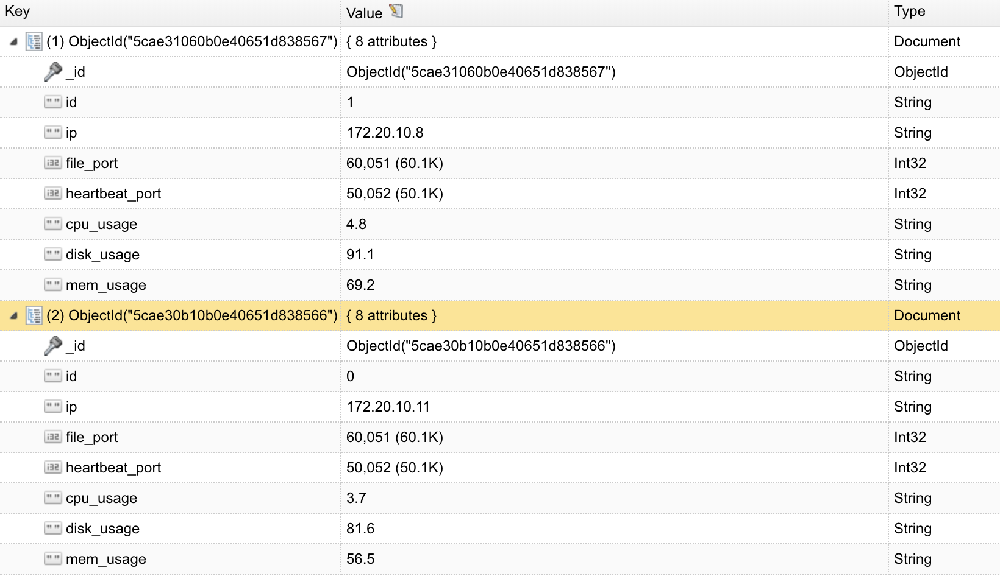 Key Value Type
(1) ObjectId("5cae31060b0e40651d838567") { 8 attributes } Document
_id ObjectId("5cae31060b0e40651d838567") ObjectId
"" id 1 String
"" ip 172.20.10.8 String
i32 file_port 60,051 (60.1K) Int32
i32 heartbeat_port 50,052 (50.1K) Int32
"" cpu_usage 4.8 String
"" disk_usage 91.1 String
"" mem_usage 69.2 String
(2) ObjectId("5cae30b10b0e40651d838566") { 8 attributes } Document
_id ObjectId("5cae30b10b0e40651d838566") ObjectId
"" id 0 String
"" ip 172.20.10.11 String
i32 file_port 60,051 (60.1K) Int32
i32 heartbeat_port 50,052 (50.1K) Int32
"" cpu_usage 3.7 String
"" disk_usage 81.6 String
"" mem_usage 56.5 String